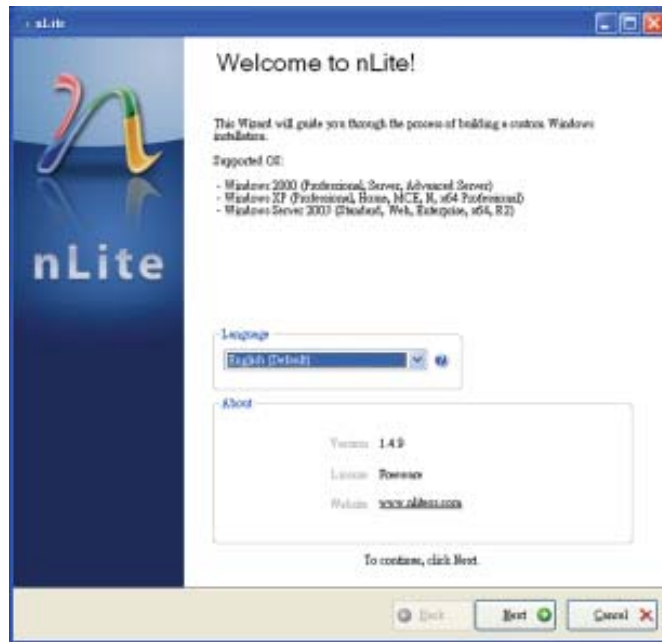 nLite
Welcome to nLite!
This Wizard will guide you through the process of building a custom Windows
installation.
Supported OS:
- Windows 2000 (Professional, Server, Advanced Server)
- Windows XP (Professional, Home, MCE, N, x64 Professional)
- Windows Server 2003 (Standard, Web, Enterprise, x64, R2)
nLite
Language
English (Default)
About
Version 1.4.9
License Freeware
Website www.nliteos.com
To continue, click Next.
Back Next Cancel